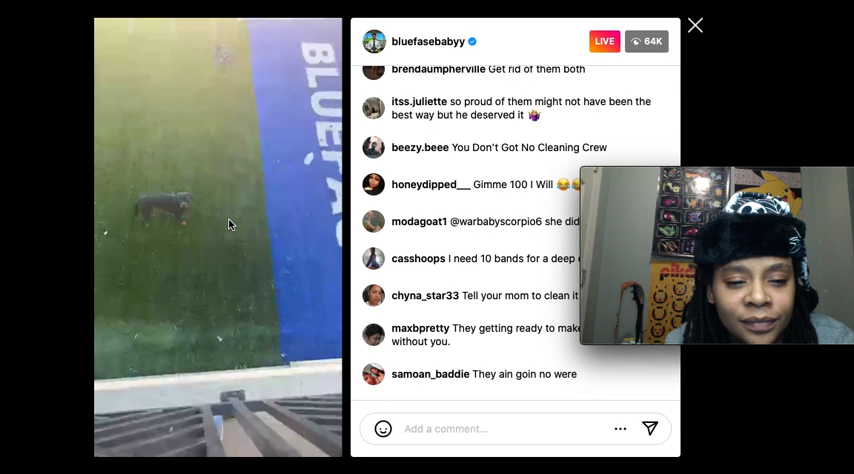 bluefasebabyy
LIVE
64K
brendaumpherville Get rid of them both
itss.juliette so proud of them might not have been the
best way but he deserved it 🤷🏽‍♀️
beezy.beee You Don’t Got No Cleaning Crew
honeydipped___ Gimme 100 I Will 😂😂
modagoat1 @warbabyscorpio6 she did
casshoops I need 10 bands for a deep
chyna_star33 Tell your mom to clean it
maxbpretty They getting ready to make
without you.
samoan_baddie They ain goin no were
Add a comment...